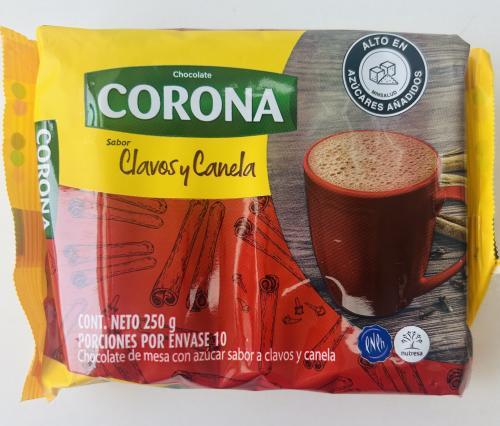 Chocolate
CORONA
Sabor
Clavos y Canela
ALTO EN
AZÚCARES AÑADIDOS
MINSALUD
CORONA
CONT. NETO 250 g
PORCIONES POR ENVASE 10
Chocolate de mesa con azúcar sabor a clavos y canela
nutresa